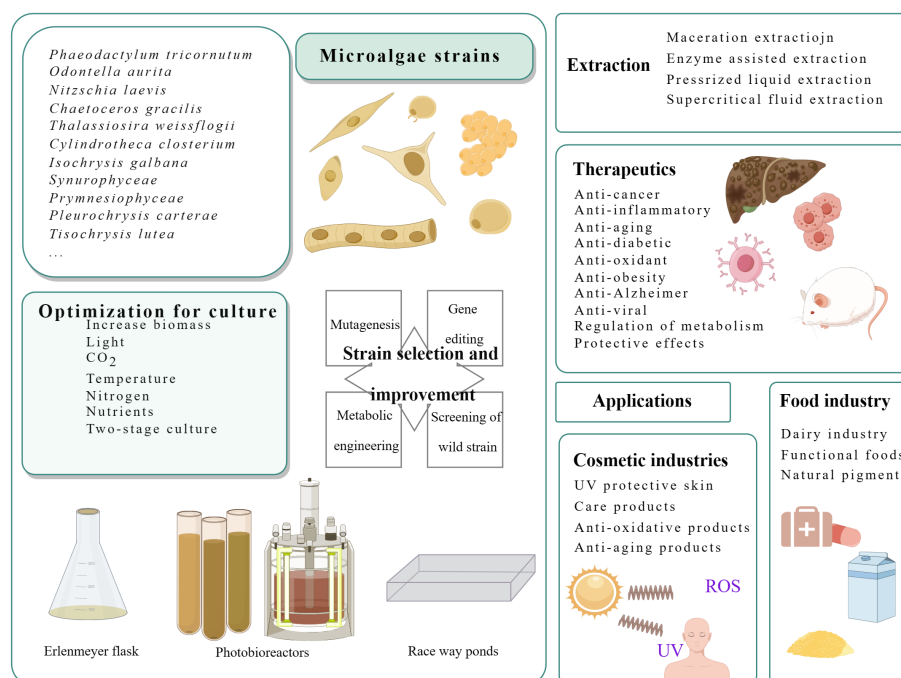 Phaeodactylum tricornutum
Odontella aurita
Nitzschia laevis
Chaetoceros gracilis
Thalassiosira weissflogii
Cylindrotheca closterium
Isochrysis galbana
Synurophyceae
Prymnesiophyceae
Pleurochrysis carterae
Tisochrysis lutea
...
Microalgae strains
Optimization for culture
Increase biomass
Light
CO2
Temperature
Nitrogen
Nutrients
Two-stage culture
Mutagenesis
Gene
editing
Strain selection and
improvement
Metabolic
engineering
Screening of
wild strain
Erlenmeyer flask
Photobioreactors
Race way ponds
Extraction
Maceration extractiojn
Enzyme assisted extraction
Pressrized liquid extraction
Supercritical fluid extraction
Therapeutics
Anti-cancer
Anti-inflammatory
Anti-aging
Anti-diabetic
Anti-oxidant
Anti-obesity
Anti-Alzheimer
Anti-viral
Regulation of metabolism
Protective effects
Applications
Cosmetic industries
UV protective skin
Care products
Anti-oxidative products
Anti-aging products
ROS
UV
Food industry
Dairy industry
Functional foods
Natural pigment